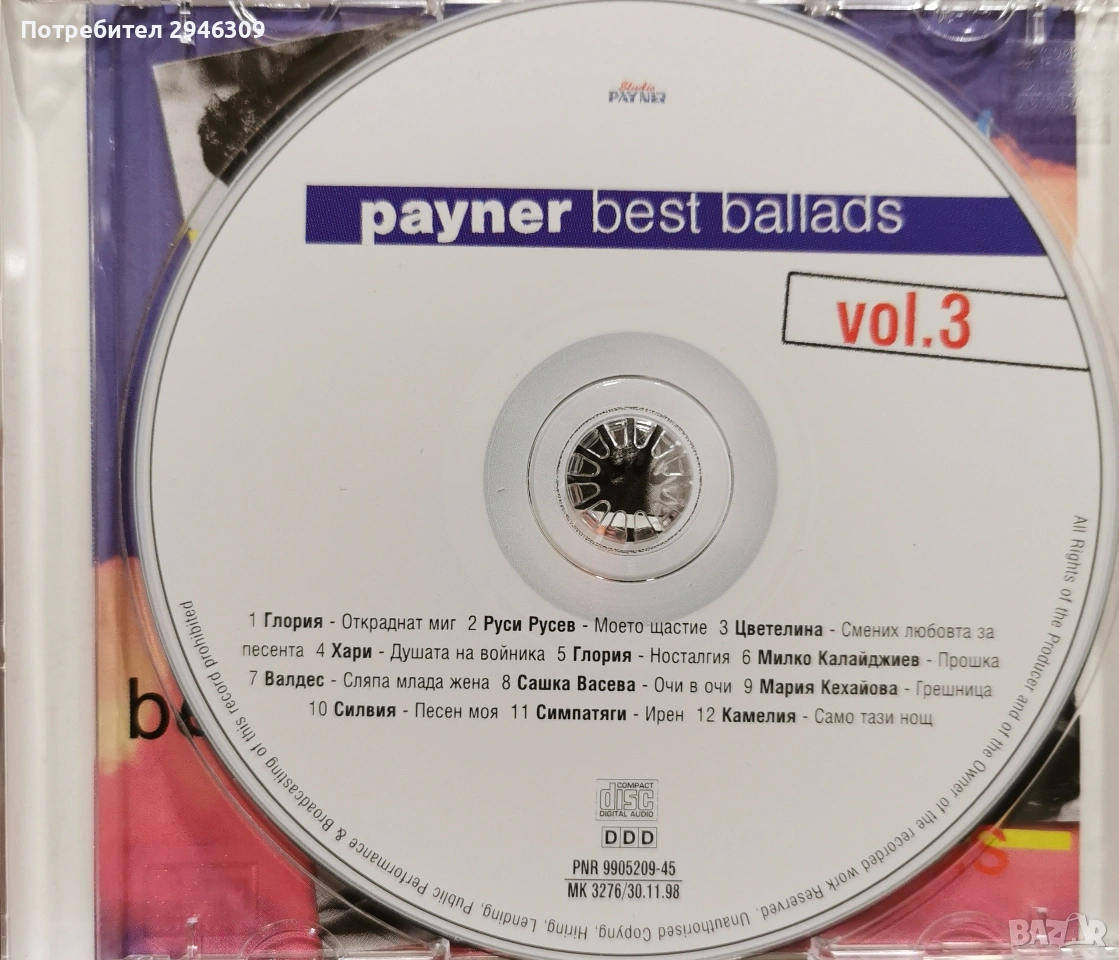 Потребител 2946309
Studio
PAYNER
payner best ballads
vol.3
1 Глория - Откраднат миг 2 Руси Русев - Моето щастие 3 Цветелина - Смених любовта за
песента 4 Хари - Душата на войника 5 Глория - Носталгия 6 Милко Калайджиев - Прошка
7 Валдес - Сляпа млада жена 8 Сашка Васева - Очи в очи 9 Мария Кехайова - Грешница
10 Силвия - Песен моя 11 Симпатяги - Ирен 12 Камелия - Само тази нощ
COMPACT
disc
DIGITAL AUDIO
DDD
PNR 9905209-45
MK 3276/30.11.98
All Rights of the Producer and of the Owner of the recorded work Reserved. Unauthorised Copyng, Hiring, Lending, Public Performance & Broadcasting of this record prohibited
BAZAR